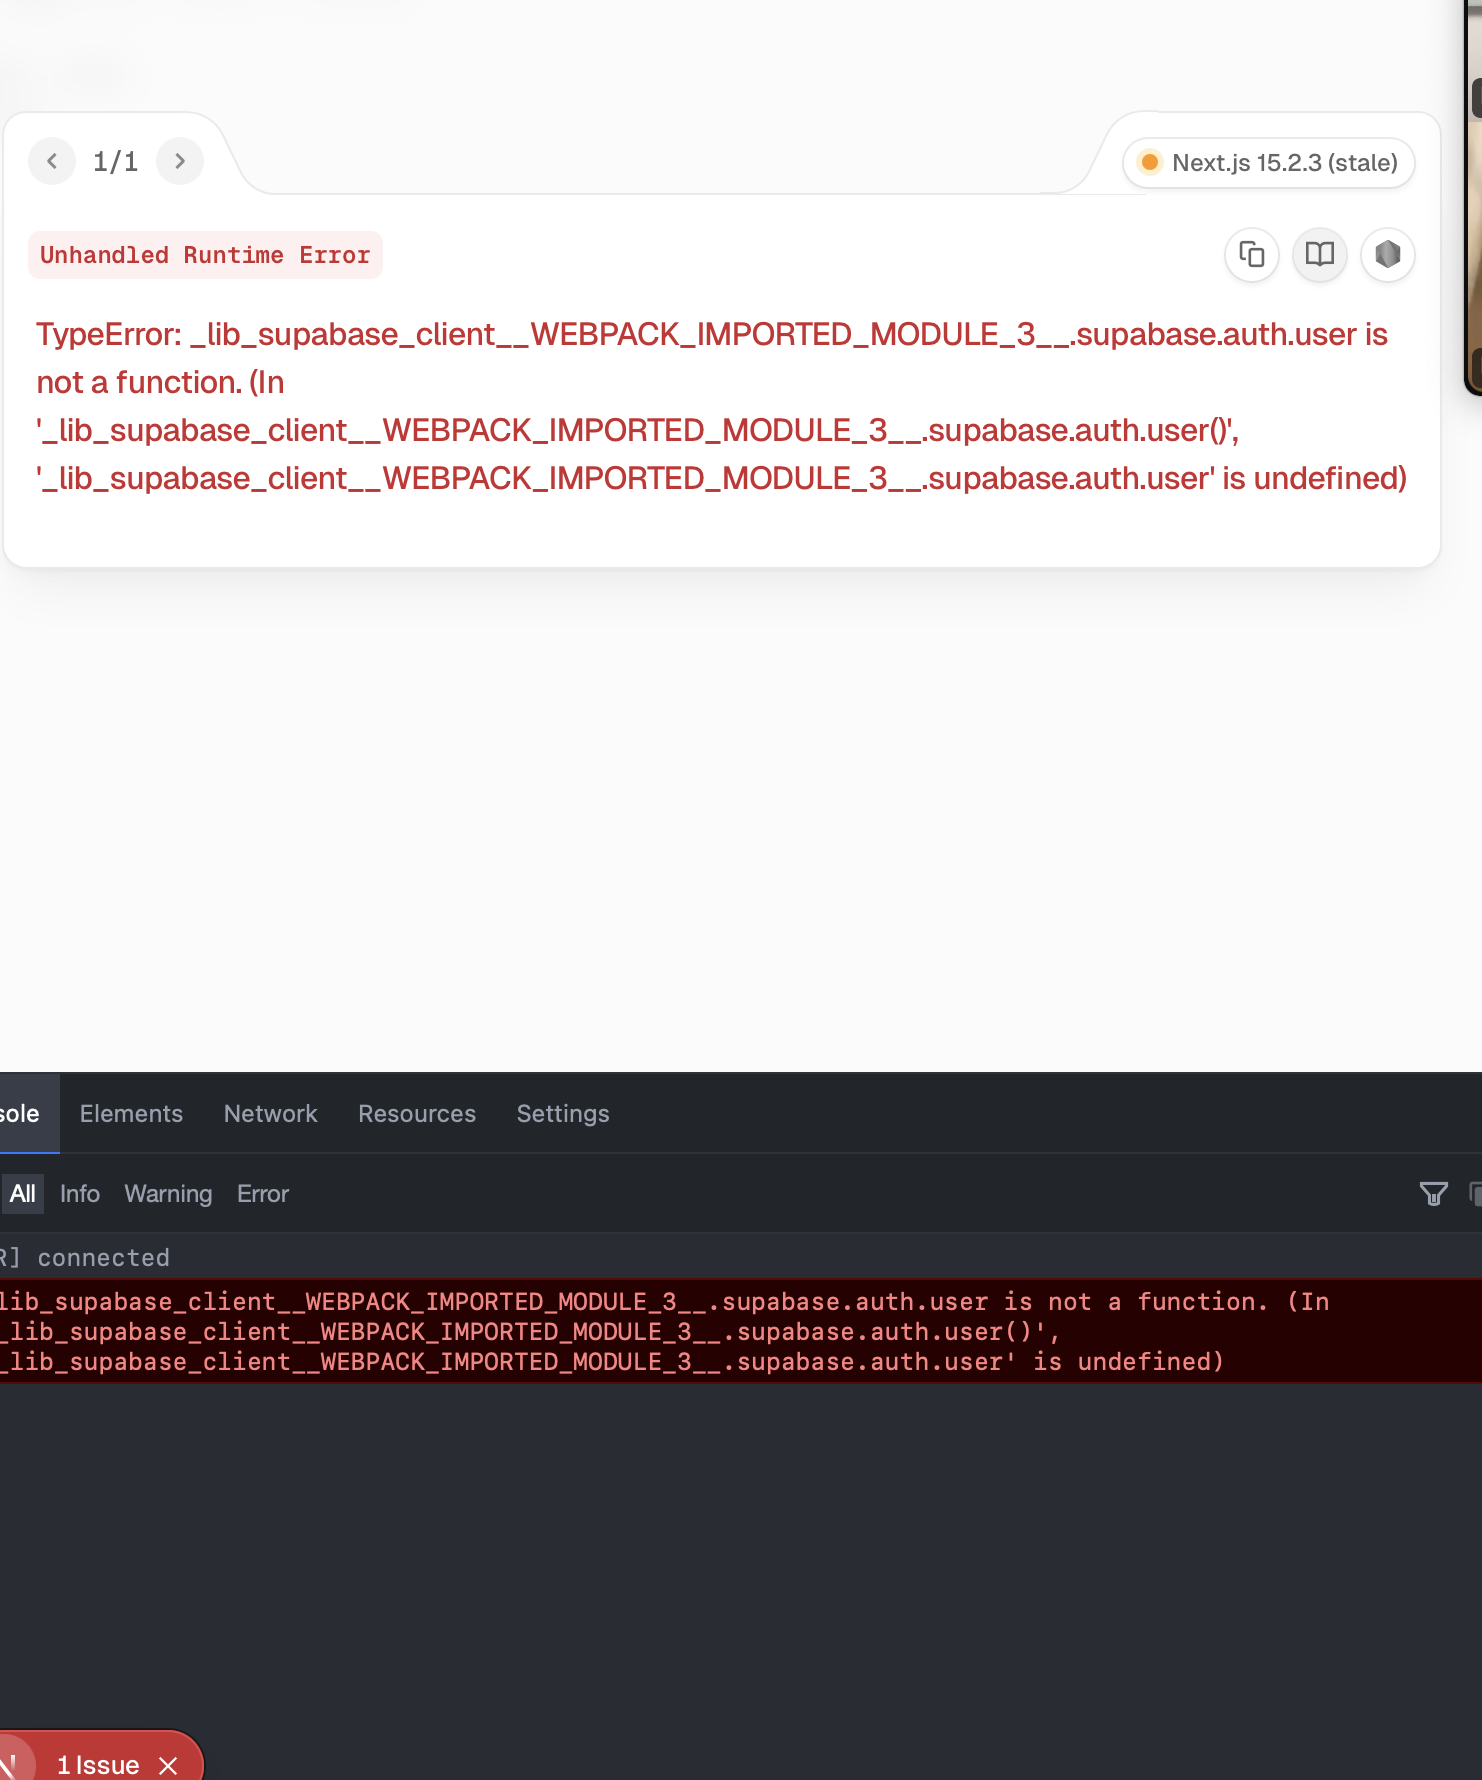 1/1
Next.js 15.2.3 (stale)
Unhandled Runtime Error
TypeError: _lib_supabase_client__WEBPACK_IMPORTED_MODULE_3__.supabase.auth.user is
not a function. (In
'_lib_supabase_client__WEBPACK_IMPORTED_MODULE_3__.supabase.auth.user()',
'_lib_supabase_client__WEBPACK_IMPORTED_MODULE_3__.supabase.auth.user' is undefined)
sole Elements Network Resources Settings
All Info Warning Error
R] connected
lib_supabase_client__WEBPACK_IMPORTED_MODULE_3__.supabase.auth.user is not a function. (In
_lib_supabase_client__WEBPACK_IMPORTED_MODULE_3__.supabase.auth.user()',
_lib_supabase_client__WEBPACK_IMPORTED_MODULE_3__.supabase.auth.user' is undefined)
1 Issue